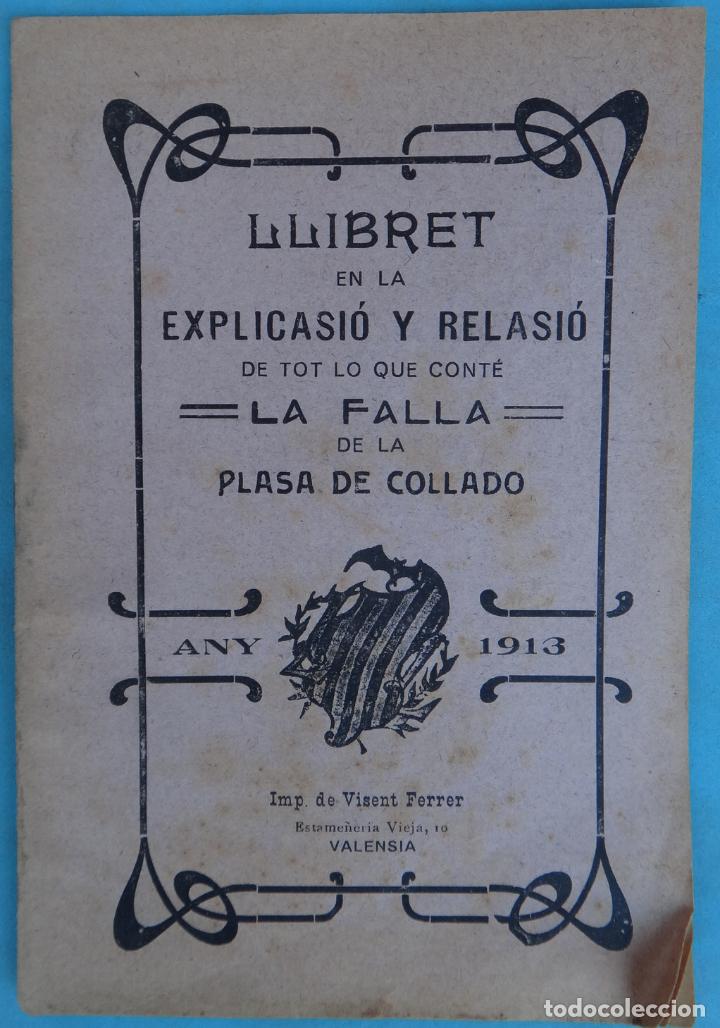 LLIBRET
EN LA
EXPLICASIÓ Y RELASIÓ
DE TOT LO QUE CONTÉ
LA FALLA
DE LA
PLASA DE COLLADO
ANY 1913
Imp. de Visent Ferrer
Estameñeria Vieja, 10
VALENSIA
todocoleccion.net